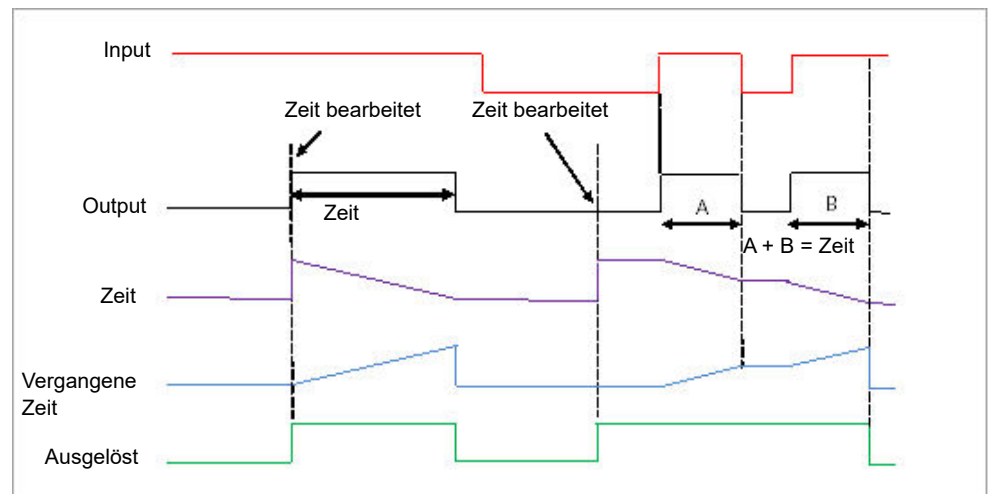 Input
Zeit bearbeitet
Zeit bearbeitet
Output
Zeit
A
B
A + B = Zeit
Zeit
Vergangene
Zeit
Ausgelöst